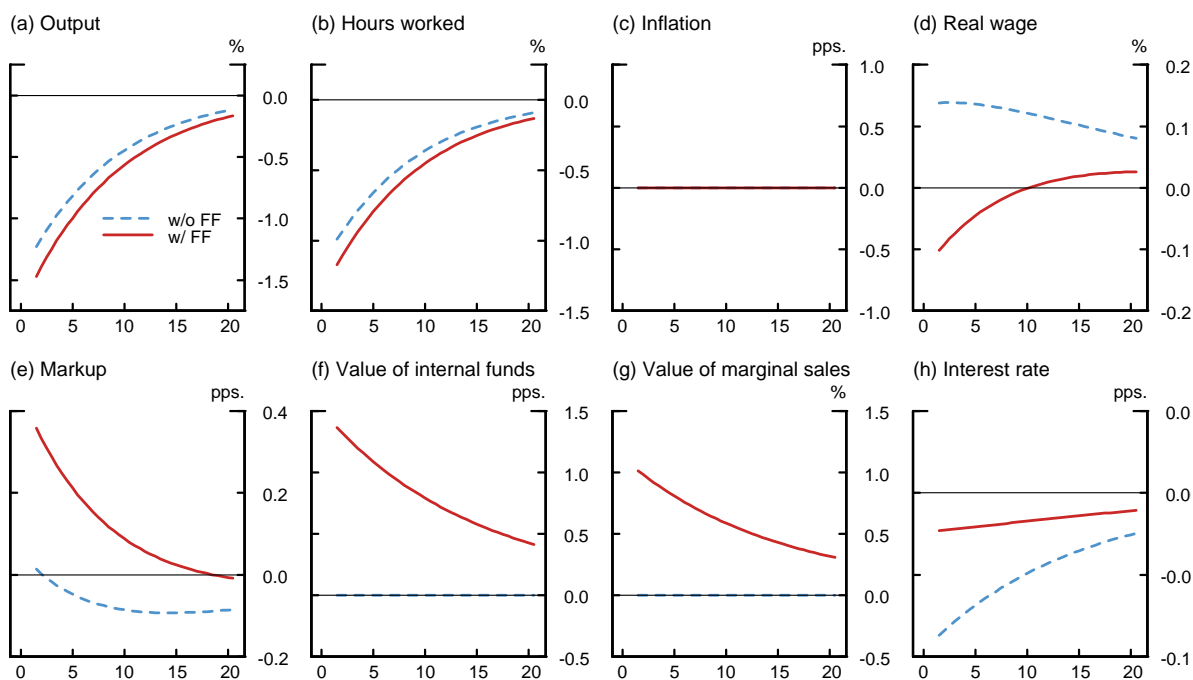 (a) Output
(b) Hours worked
(c) Inflation
(d) Real wage
%
%
pps.
%
0.0
-0.5
-1.0
-1.5
0.0
-0.5
-1.0
-1.5
1.0
0.5
0.0
-0.5
-1.0
0.2
0.1
0.0
-0.1
-0.2
w/o FF
w/ FF
0 5 10 15 20
0 5 10 15 20
0 5 10 15 20
0 5 10 15 20
(e) Markup
(f) Value of internal funds
(g) Value of marginal sales
(h) Interest rate
pps.
pps.
%
pps.
0.4
0.2
0.0
-0.2
1.5
1.0
0.5
0.0
-0.5
1.5
1.0
0.5
0.0
-0.5
0.0
0.0
-0.0
-0.1
0 5 10 15 20
0 5 10 15 20
0 5 10 15 20
0 5 10 15 20